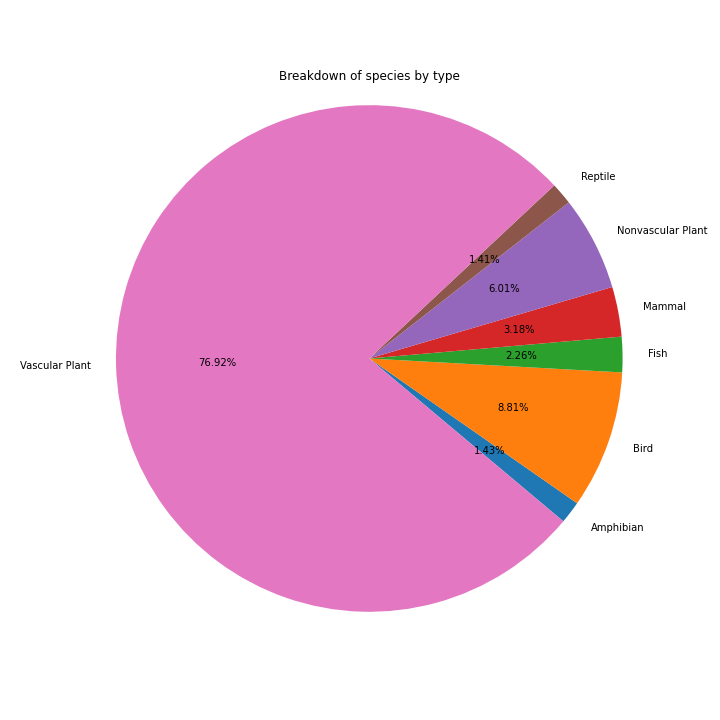 Breakdown of species by type
Reptile
Nonvascular Plant
Mammal
Fish
Bird
Amphibian
Vascular Plant
1.41%
6.01%
3.18%
2.26%
8.81%
1.43%
76.92%